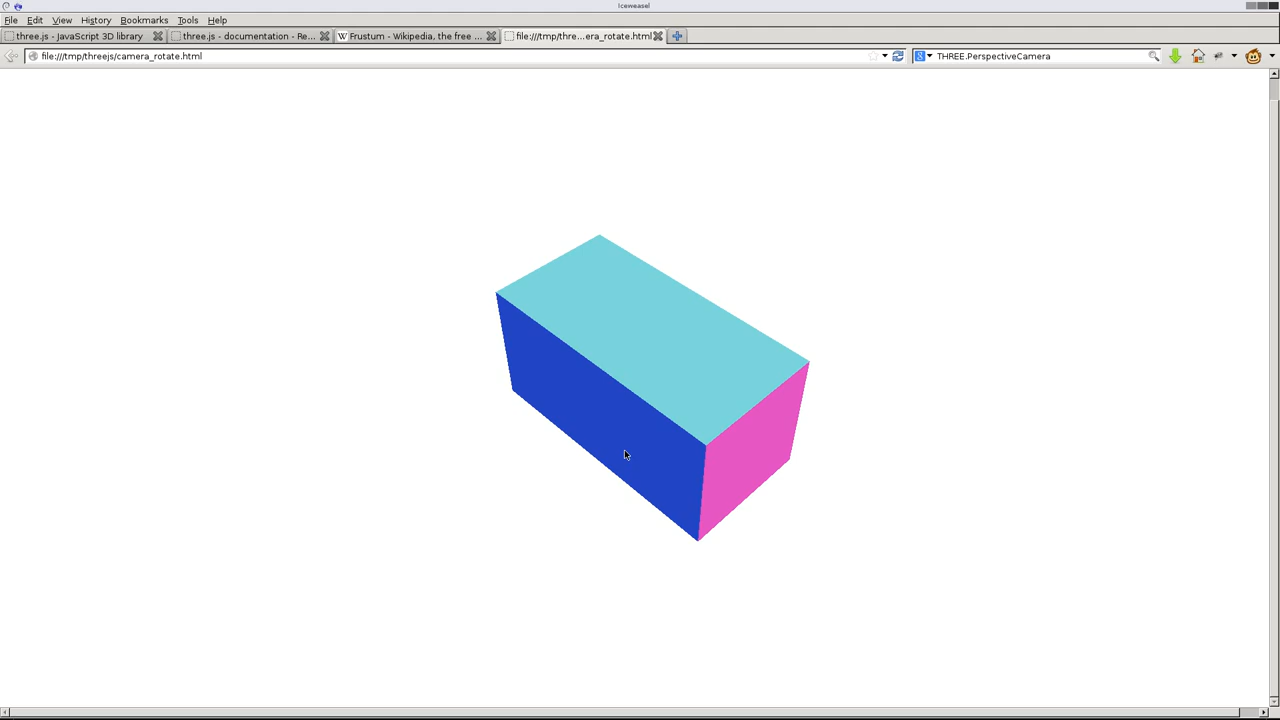 Iceweasel
File Edit View History Bookmarks Tools Help
three.js - JavaScript 3D library three.js - documentation - Re... W Frustum - Wikipedia, the free ... file:///tmp/thre...era_rotate.html
file:///tmp/threejs/camera_rotate.html THREE.PerspectiveCamera